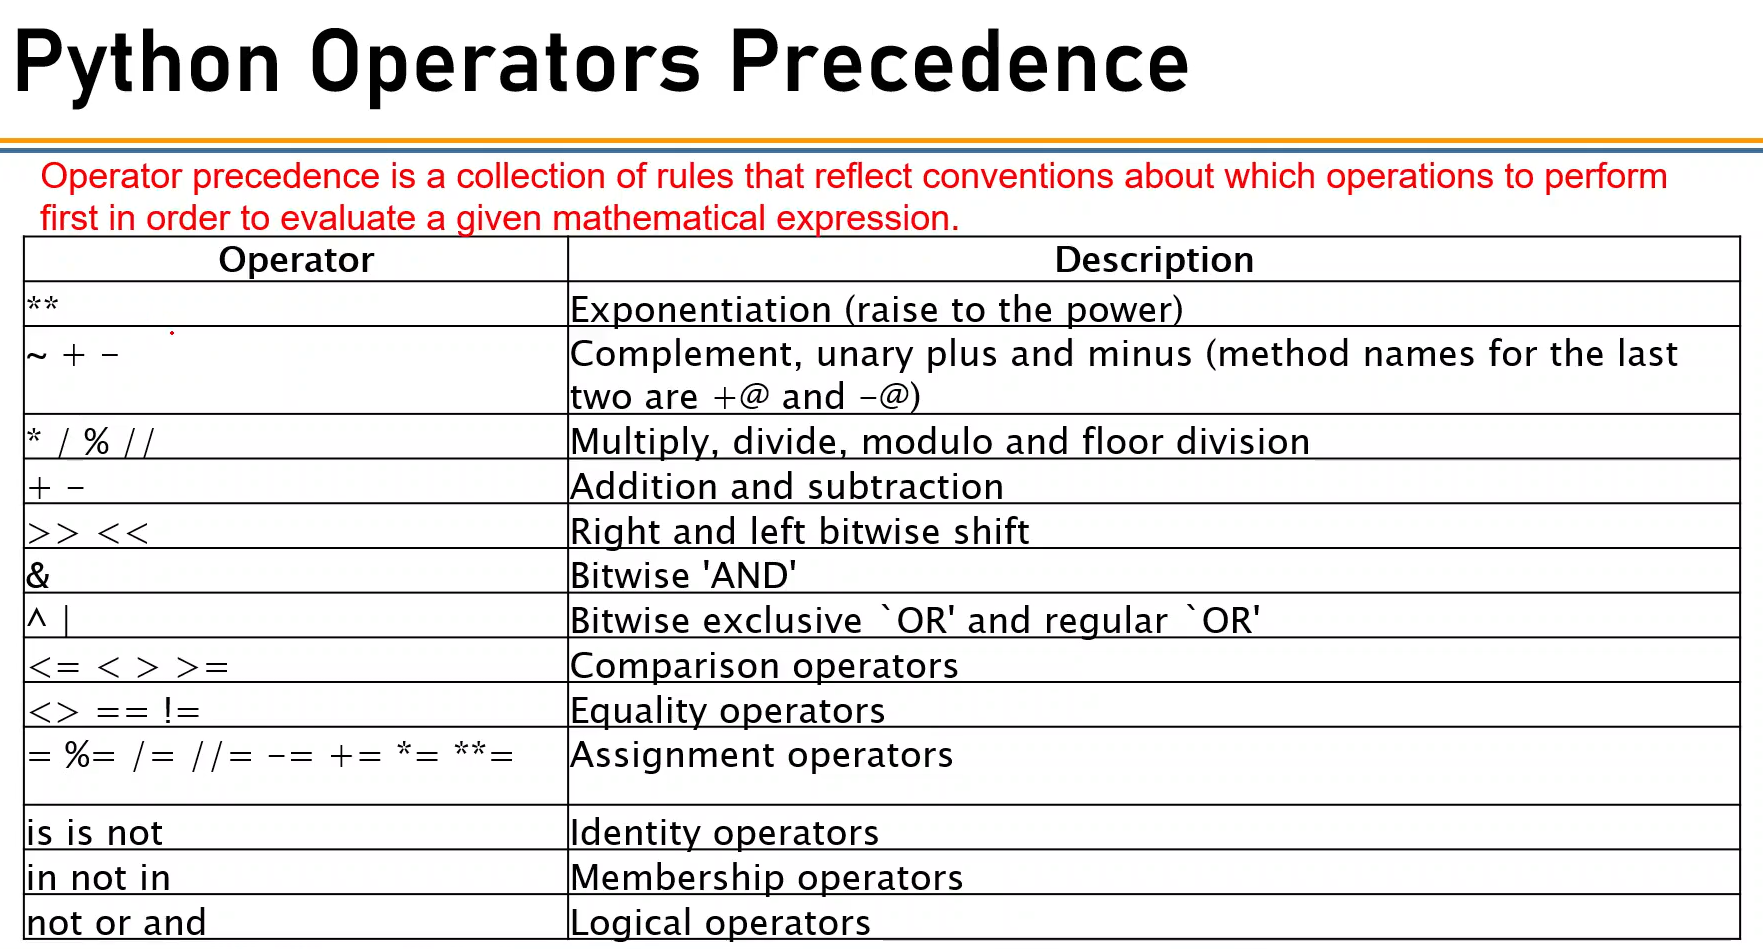 Python Operators Precedence
Operator precedence is a collection of rules that reflect conventions about which operations to perform
first in order to evaluate a given mathematical expression.
Operator Description
** Exponentiation (raise to the power)
~ + - Complement, unary plus and minus (method names for the last
two are +@ and -@)
* / % // Multiply, divide, modulo and floor division
+ - Addition and subtraction
>> << Right and left bitwise shift
& Bitwise 'AND'
^ | Bitwise exclusive `OR' and regular `OR'
<= < > >= Comparison operators
<> == != Equality operators
= %= /= //= -= += *= **= Assignment operators
is is not Identity operators
in not in Membership operators
not or and Logical operators